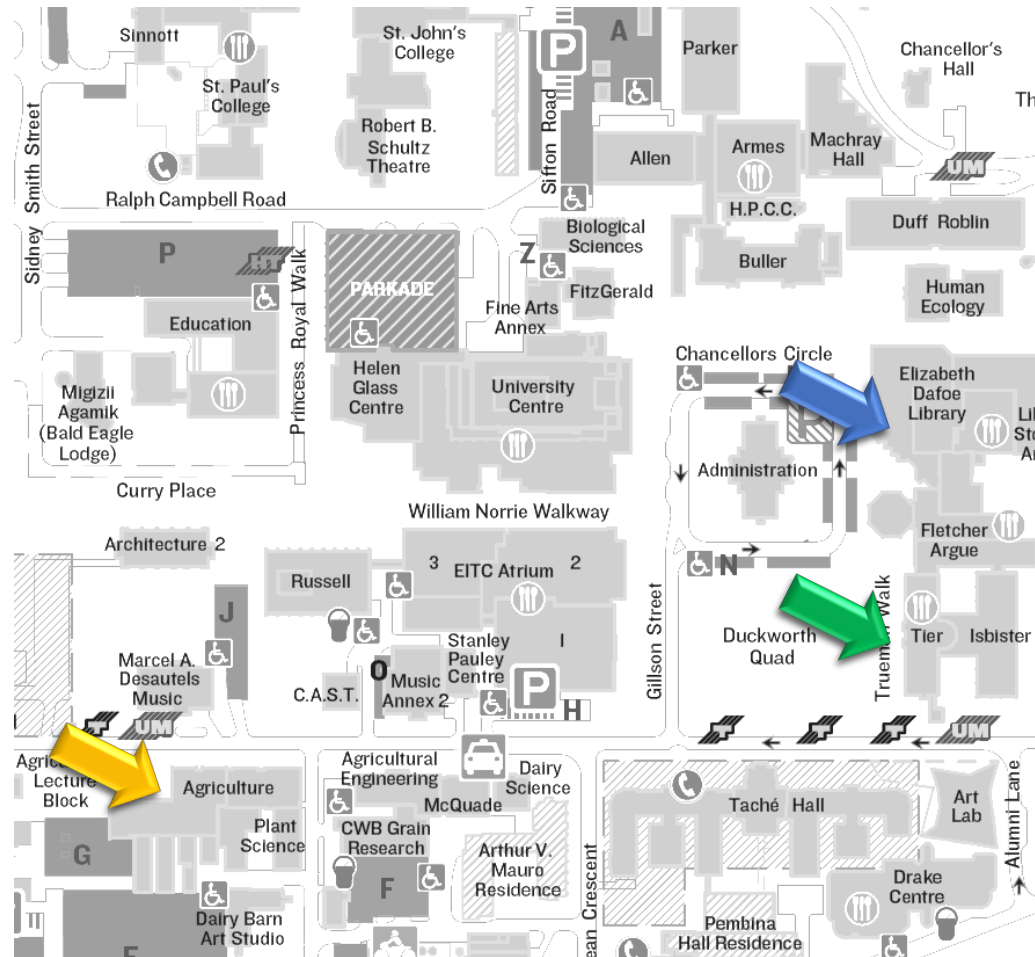 Sinnott
St. Paul's
College
Smith Street
Sidney
Ralph Campbell Road
St. John's
College
Robert B.
Schultz
Theatre
Sifton Road
P
A
Parker
Chancellor's
Hall
Th
Allen
Armes
Machray
Hall
UM
H.P.C.C.
Duff Roblin
Biological
Sciences
Buller
Z
FitzGerald
Fine Arts
Annex
Human
Ecology
P
HT
PARKADE
Princess Royal Walk
Education
Migizii
Agamik
(Bald Eagle
Lodge)
Helen
Glass
Centre
University
Centre
Chancellors Circle
P
Administration
Elizabeth
Dafoe
Library
Curry Place
William Norrie Walkway
Architecture 2
Russell
3
EITC Atrium
2
1
Fletcher
Argue
N
J
Marcel A.
Desautels
Music
C.A.S.T.
O
Music
Annex 2
Stanley
Pauley
Centre
P
H
Gillson Street
Duckworth
Quad
Walk
Tier
Isbister
T
UM
T
T
T
UM
Lecture
Block
Agriculture
Plant
Science
G
Agricultural
Engineering
McQuade
Dairy
Science
CWB Grain
Research
F
Arthur V.
Mauro
Residence
Taché Hall
Art
Lab
Alumni Lane
Drake
Centre
Pembina
Hall Residence
ean Crescent
Dairy Barn
Art Studio